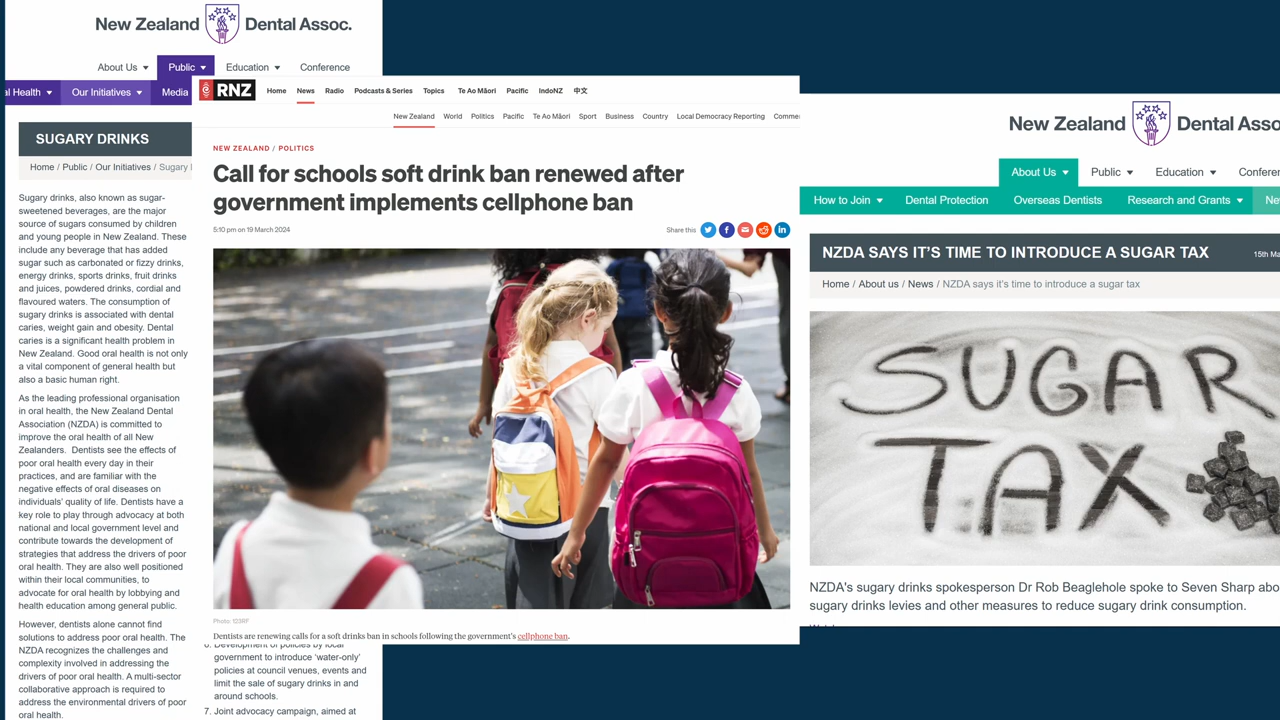 New Zealand Dental Assoc.
About Us Public Education Conference
al Health Our Initiatives Media
SUGARY DRINKS
Home / Public / Our Initiatives / Sugary
Sugary drinks, also known as sugar-
sweetened beverages, are the major
source of sugars consumed by children
and young people in New Zealand. These
include any beverage that has added
sugar such as carbonated or fizzy drinks,
energy drinks, sports drinks, fruit drinks
and juices, powdered drinks, cordial and
flavoured waters. The consumption of
sugary drinks is associated with dental
caries, weight gain and obesity. Dental
caries is a significant health problem in
New Zealand. Good oral health is not only
a vital component of general health but
also a basic human right.
As the leading professional organisation
in oral health, the New Zealand Dental
Association (NZDA) is committed to
improve the oral health of all New
Zealanders. Dentists see the effects of
poor oral health every day in their
practices, and are familiar with the
negative effects of oral diseases on
individuals' quality of life. Dentists have a
key role to play through advocacy at both
national and local government level and
contribute towards the development of
strategies that address the drivers of poor
oral health. They are also well positioned
within their local communities, to
advocate for oral health by lobbying and
health education among general public.
However, dentists alone cannot find
solutions to address poor oral health. The
NZDA recognizes the challenges and
complexity involved in addressing the
drivers of poor oral health. A multi-sector
collaborative approach is required to
address the environmental drivers of poor
oral health.
6. Development of policies by local
government to introduce 'water-only'
policies at council venues, events and
limit the sale of sugary drinks in and
around schools.
7. Joint advocacy campaign, aimed at
RNZ
Home News Radio Podcasts & Series Topics Te Ao Māori Pacific IndoNZ 中文
New Zealand World Politics Pacific Te Ao Māori Sport Business Country Local Democracy Reporting Comme
NEW ZEALAND / POLITICS
Call for schools soft drink ban renewed after
government implements cellphone ban
5:10 pm on 19 March 2024 Share this
Photo: 123RF
Dentists are renewing calls for a soft drinks ban in schools following the government's cellphone ban.
New Zealand Dental Asso
About Us Public Education Conferen
How to Join Dental Protection Overseas Dentists Research and Grants Ne
NZDA SAYS IT'S TIME TO INTRODUCE A SUGAR TAX 15th Ma
Home / About us / News / NZDA says it's time to introduce a sugar tax
SUGAR
TAX
NZDA's sugary drinks spokesperson Dr Rob Beaglehole spoke to Seven Sharp abo
sugary drinks levies and other measures to reduce sugary drink consumption.